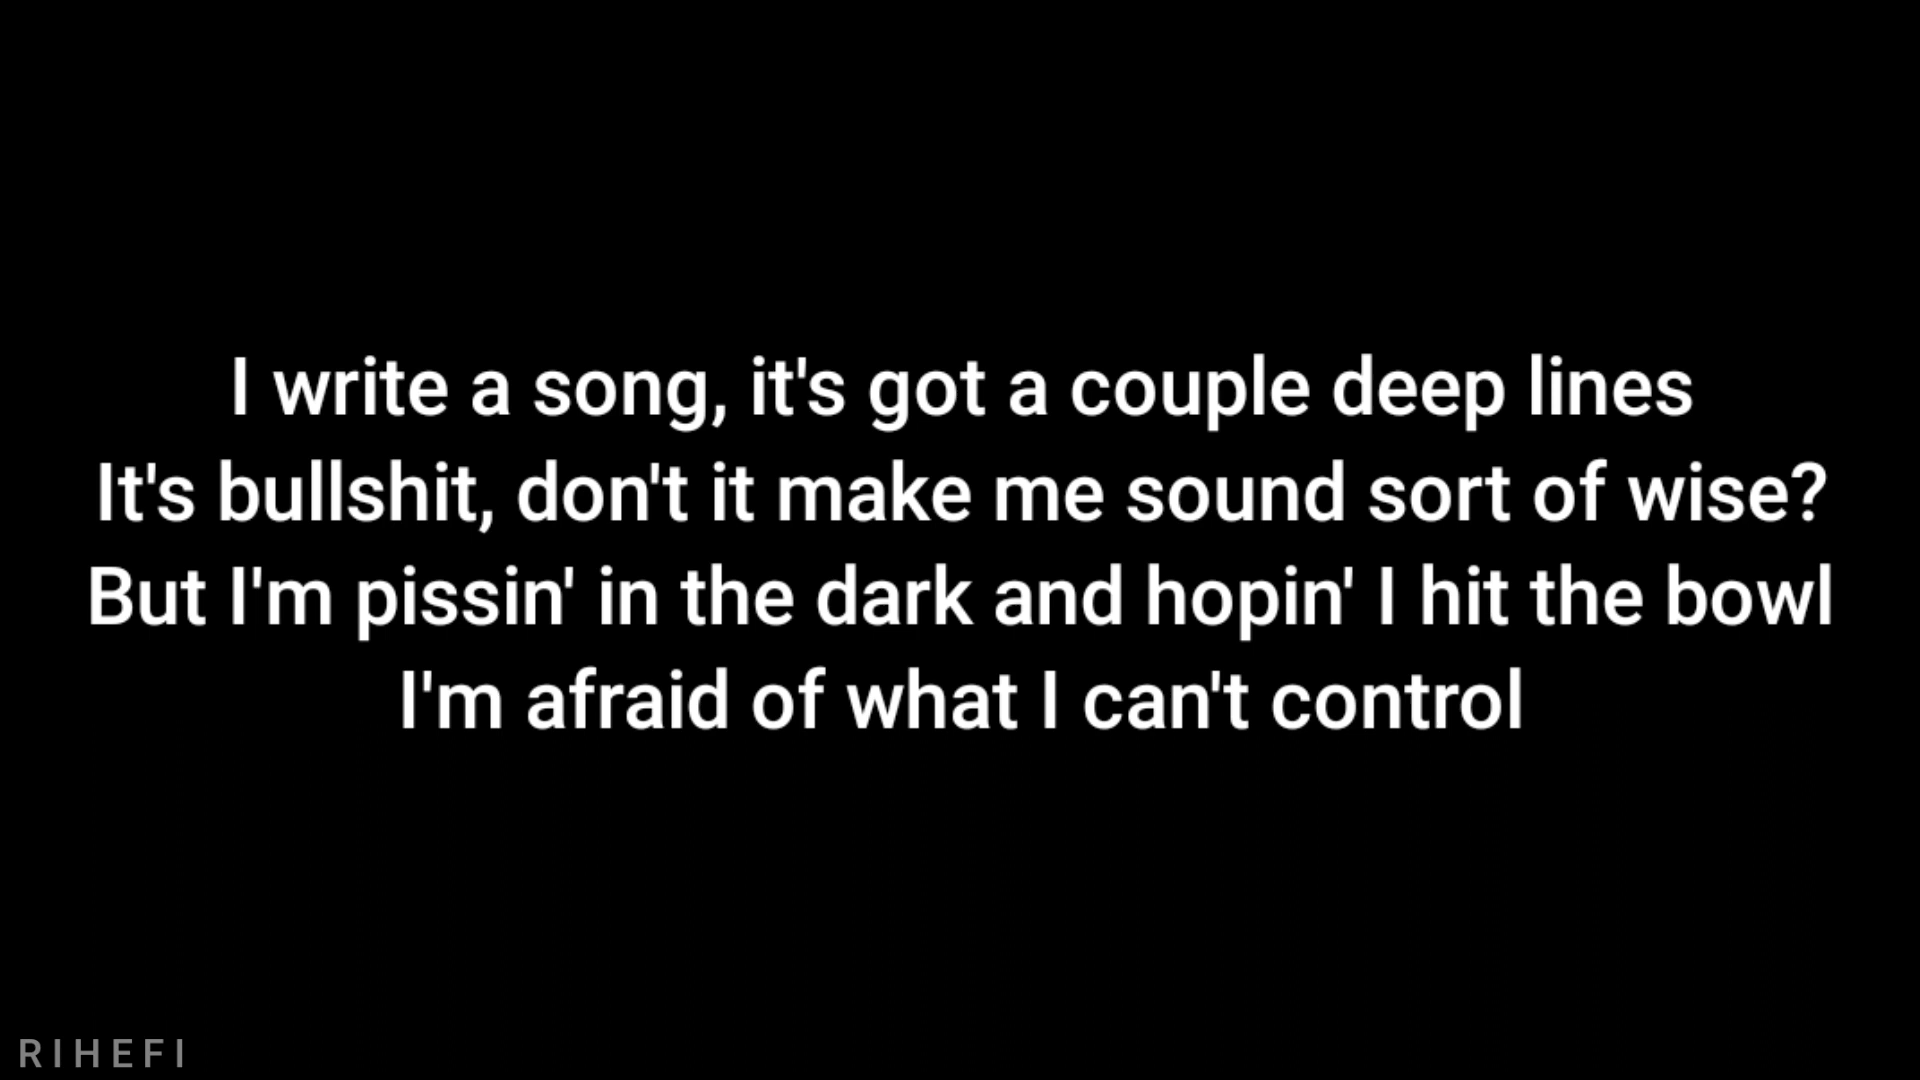 I write a song, it's got a couple deep lines
It's bullshit, don't it make me sound sort of wise?
But I'm pissin' in the dark and hopin' I hit the bowl
I'm afraid of what I can't control
RIHEFI